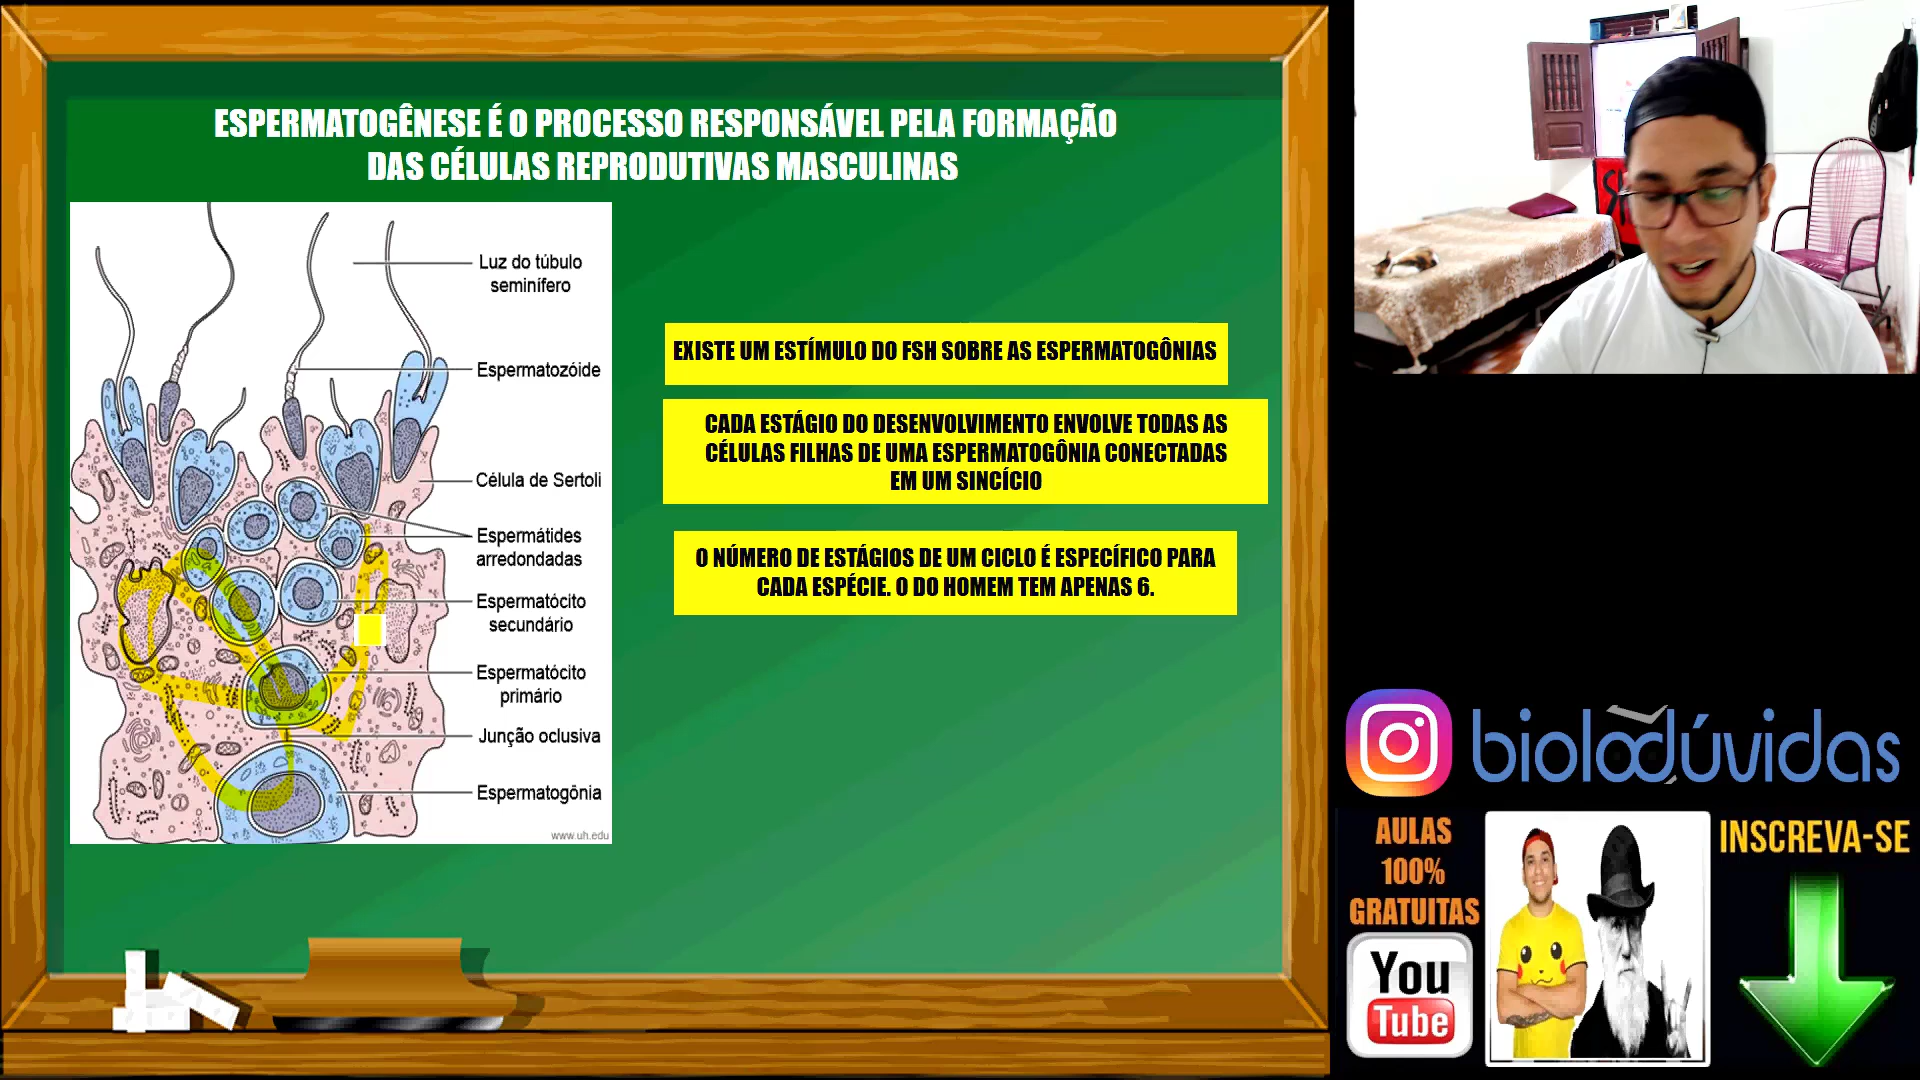 ESPERMATOGÊNESE É O PROCESSO RESPONSÁVEL PELA FORMAÇÃO
DAS CÉLULAS REPRODUTIVAS MASCULINAS
Luz do túbulo
seminífero
Espermatozóide
Célula de Sertoli
Espermátides
arredondadas
Espermatócito
secundário
Espermatócito
primário
Junção oclusiva
Espermatogônia
www.uh.edu
EXISTE UM ESTÍMULO DO FSH SOBRE AS ESPERMATOGÔNIAS
CADA ESTÁGIO DO DESENVOLVIMENTO ENVOLVE TODAS AS
CÉLULAS FILHAS DE UMA ESPERMATOGÔNIA CONECTADAS
EM UM SINCÍCIO
O NÚMERO DE ESTÁGIOS DE UM CICLO É ESPECÍFICO PARA
CADA ESPÉCIE. O DO HOMEM TEM APENAS 6.
biolodúvidas
AULAS
100%
GRATUITAS
You
Tube
INSCREVA-SE